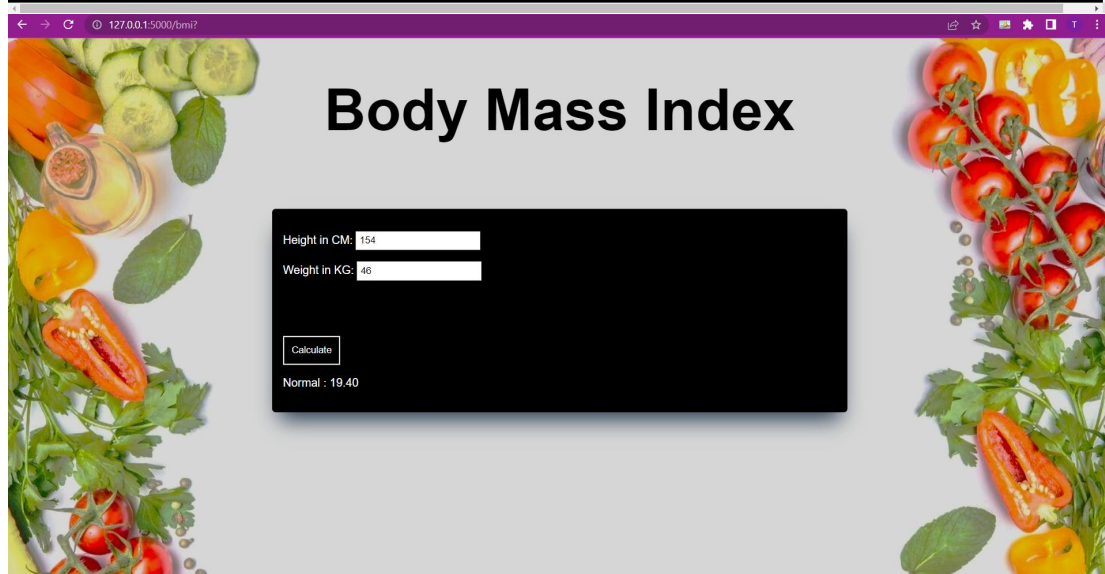 127.0.0.1:5000/bmi?
T
Body Mass Index
Height in CM: 154
Weight in KG: 46
Calculate
Normal : 19.40